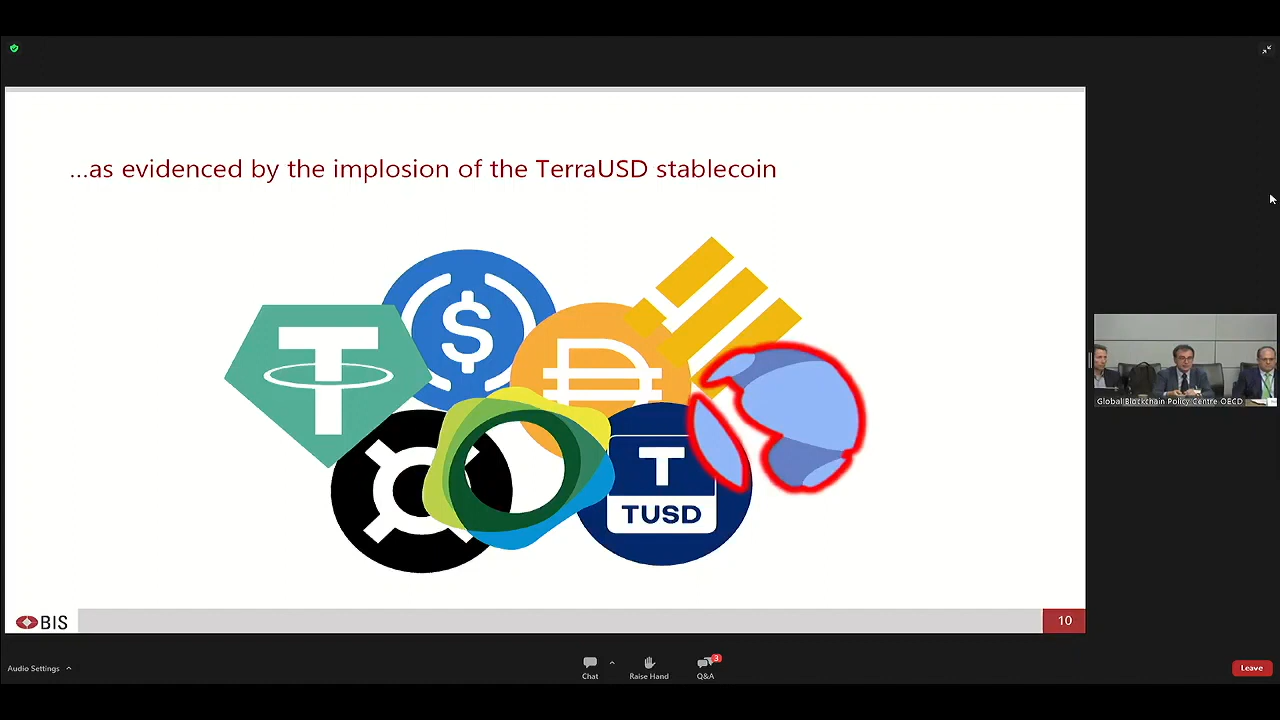 ...as evidenced by the implosion of the TerraUSD stablecoin
T
$
T
TUSD
Global Blockchain Policy Centre OECD
BIS
10
Audio Settings
Chat
Raise Hand
3
Q&A
Leave